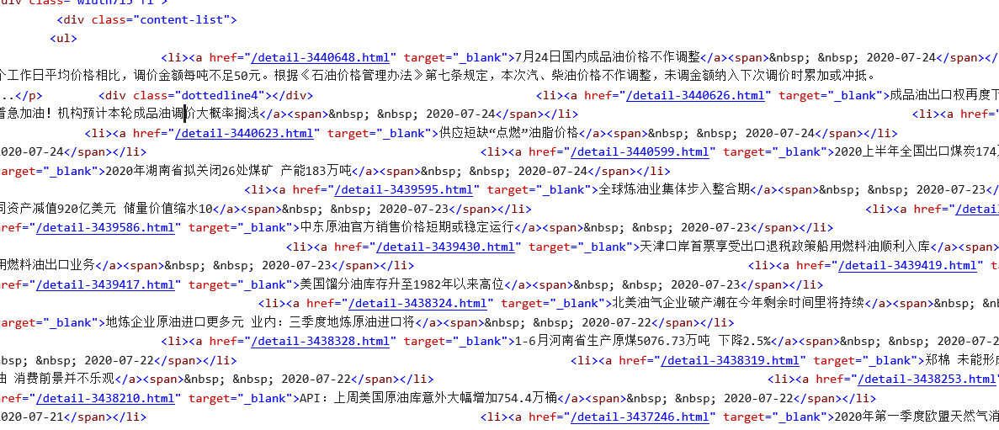 <div class="width715 fl">
<div class="content-list">
<ul>
<li><a href="/detail-3440648.html" target="_blank">7月24日国内成品油价格不作调整</a><span>&nbsp; &nbsp; 2020-07-24</span></
个工作日平均价格相比，调价金额每吨不足50元。根据《石油价格管理办法》第七条规定，本次汽、柴油价格不作调整，未调金额纳入下次调价时累加或冲抵。
..</p> <div class="dottedline4"></div> <li><a href="/detail-3440626.html" target="_blank">成品油出口权再度下
着急加油！机构预计本轮成品油调价大概率搁浅</a><span>&nbsp; &nbsp; 2020-07-24</span></li> <li><a href="
<li><a href="/detail-3440623.html" target="_blank">供应短缺“点燃”油脂价格</a><span>&nbsp; &nbsp; 2020-07-24</span></li>
2020-07-24</span></li> <li><a href="/detail-3440599.html" target="_blank">2020上半年全国出口煤炭174万
target="_blank">2020年湖南省拟关闭26处煤矿 产能183万吨</a><span>&nbsp; &nbsp; 2020-07-24</span></li>
<li><a href="/detail-3439595.html" target="_blank">全球炼油业集体步入整合期</a><span>&nbsp; &nbsp; 2020-07-23</
司资产减值920亿美元 储量价值缩水10</a><span>&nbsp; &nbsp; 2020-07-23</span></li> <li><a href="/detai
href="/detail-3439586.html" target="_blank">中东原油官方销售价格短期或稳定运行</a><span>&nbsp; &nbsp; 2020-07-23</span></li>
<li><a href="/detail-3439430.html" target="_blank">天津口岸首票享受出口退税政策船用燃料油顺利入库</a><span>
用燃料油出口业务</a><span>&nbsp; &nbsp; 2020-07-23</span></li> <li><a href="/detail-3439419.html" ta
href="/detail-3439417.html" target="_blank">美国馏分油库存升至1982年以来高位</a><span>&nbsp; &nbsp; 2020-07-23</span></li>
<li><a href="/detail-3438324.html" target="_blank">北美油气企业破产潮在今年剩余时间里将持续</a><span>&nbsp; &nb
target="_blank">地炼企业原油进口更多元 业内：三季度地炼原油进口将</a><span>&nbsp; &nbsp; 2020-07-22</span></li>
<li><a href="/detail-3438328.html" target="_blank">1-6月河南省生产原煤5076.73万吨 下降2.5%</a><span>&nbsp; &nbsp; 2020-07-2
nbsp; 2020-07-22</span></li> <li><a href="/detail-3438319.html" target="_blank">郑棉 未能形成
油 消费前景并不乐观</a><span>&nbsp; &nbsp; 2020-07-22</span></li> <li><a href="/detail-3438253.html"
href="/detail-3438210.html" target="_blank">API：上周美国原油库意外大幅增加754.4万桶</a><span>&nbsp; &nbsp; 2020-07-22</span></li>
2020-07-21</span></li> <li><a href="/detail-3437246.html" target="_blank">2020年第一季度欧盟天然气消